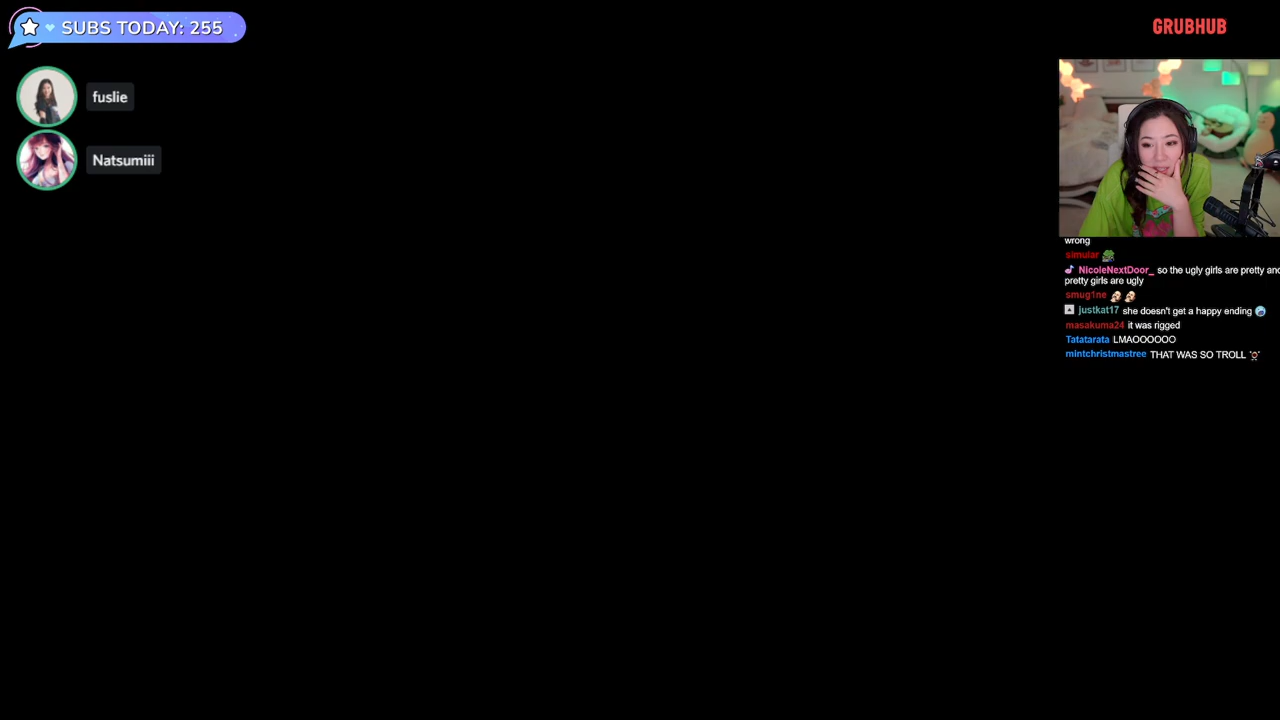 SUBS TODAY: 255
GRUBHUB
fuslie
Natsumiii
wrong
simular
NicoleNextDoor_ so the ugly girls are pretty and
pretty girls are ugly
smug1ne
justkat17 she doesn't get a happy ending
masakuma24 it was rigged
Tatatarata LMAOOOOOO
mintchristmastree THAT WAS SO TROLL